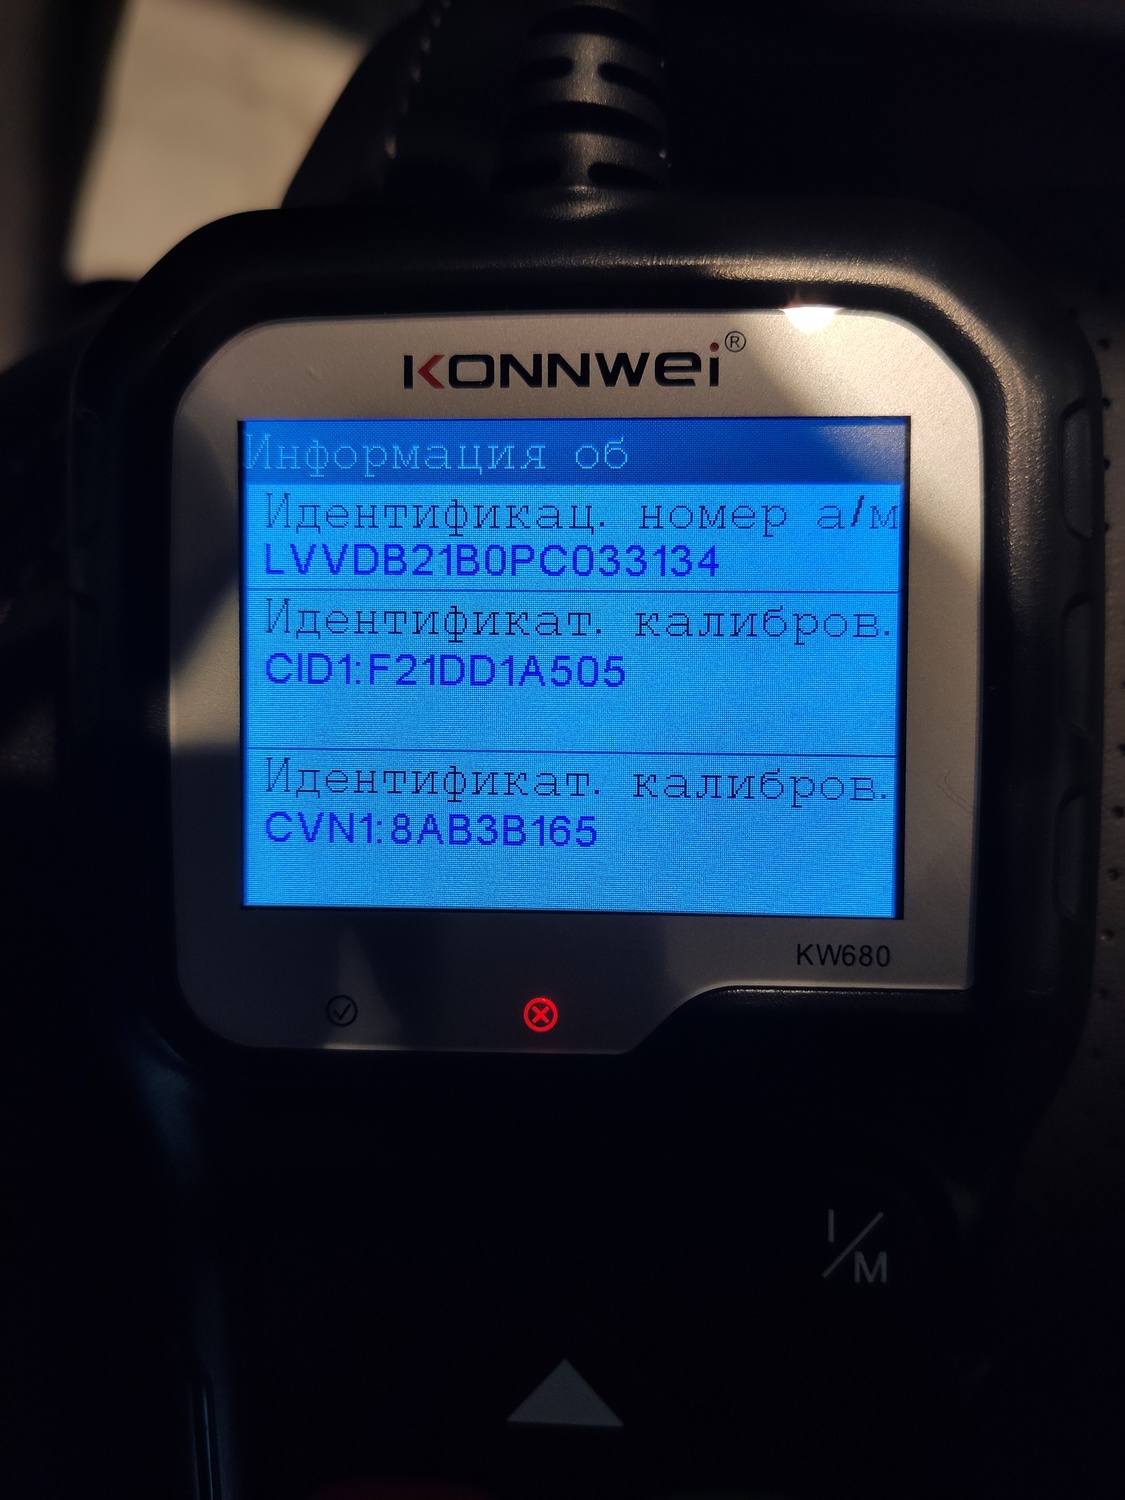 KONNWEI®
Информация об
Идентификац. номер а/м
LVVDB21B0PC033134
Идентификат. калибров.
CID1:F21DD1A505
Идентификат. калибров.
CVN1:8AB3B165
KW680
I/M